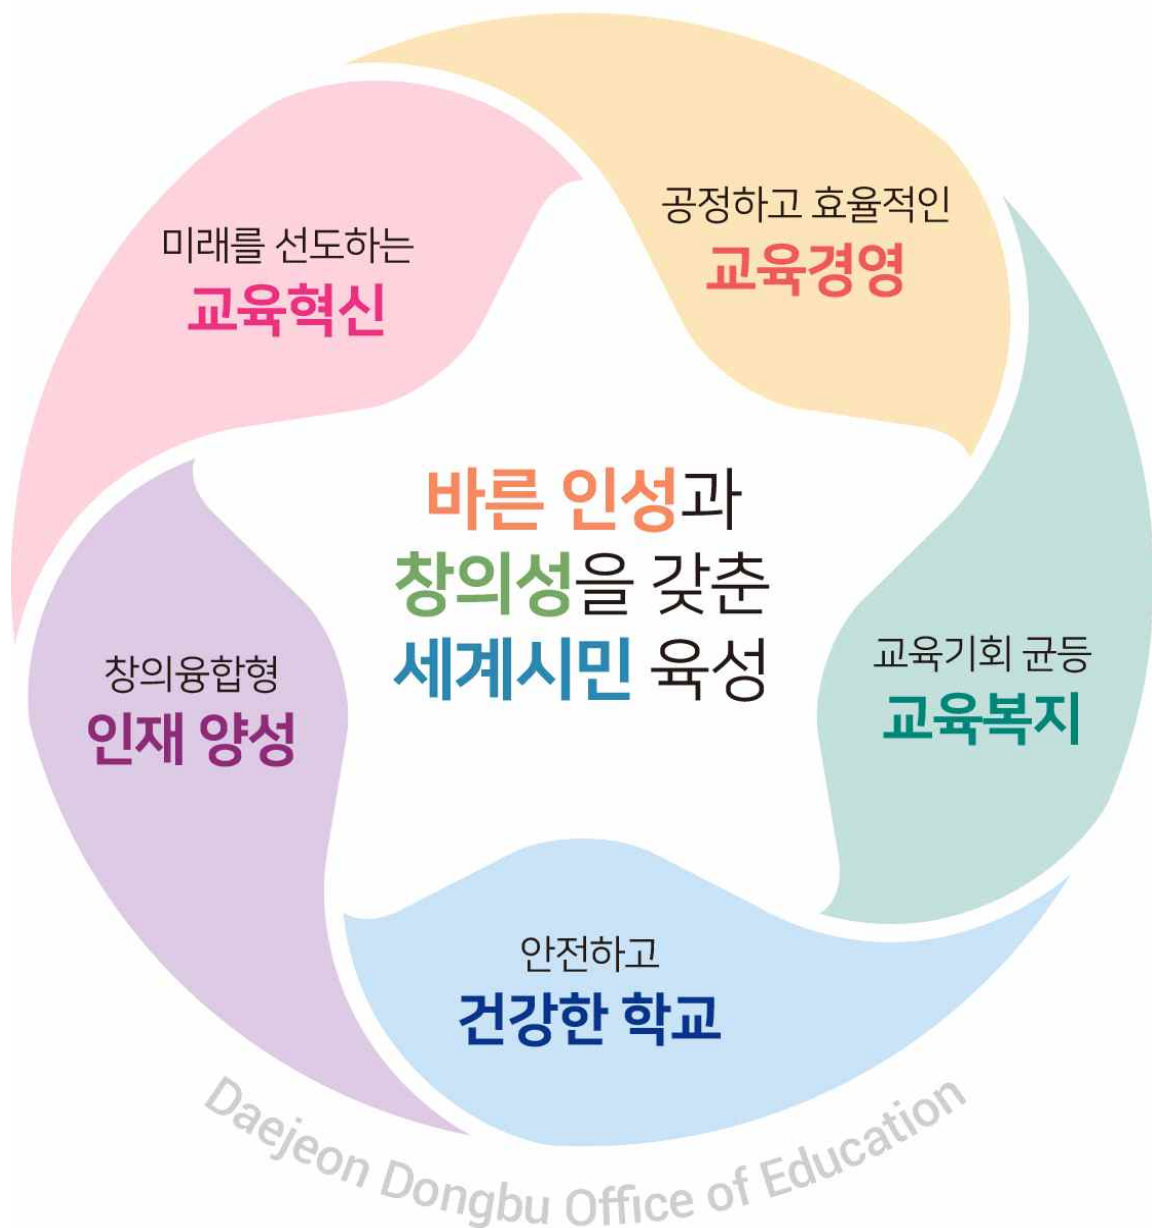 미래를 선도하는
교육혁신
공정하고 효율적인
교육경영
바른 인성과
창의성을 갖춘
세계시민 육성
창의융합형
인재 양성
교육기회 균등
교육복지
안전하고
건강한 학교
Daejeon Dongbu Office of Education